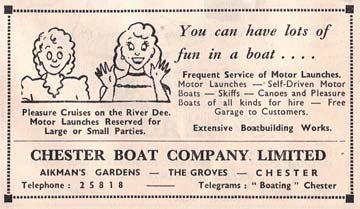 You can have lots of
fun in a boat . . . .
Frequent Service of Motor Launches.
Motor Launches — Self-Driven Motor
Boats — Skiffs — Canoes and Pleasure
Boats of all kinds for hire — Free
Garage to Customers.
Extensive Boatbuilding Works.
Pleasure Cruises on the River Dee.
Motor Launches Reserved for
Large or Small Parties.
CHESTER BOAT COMPANY LIMITED
AIKMAN'S GARDENS — THE GROVES — CHESTER
Telephone : 25818 —— Telegrams : "Boating" Chester